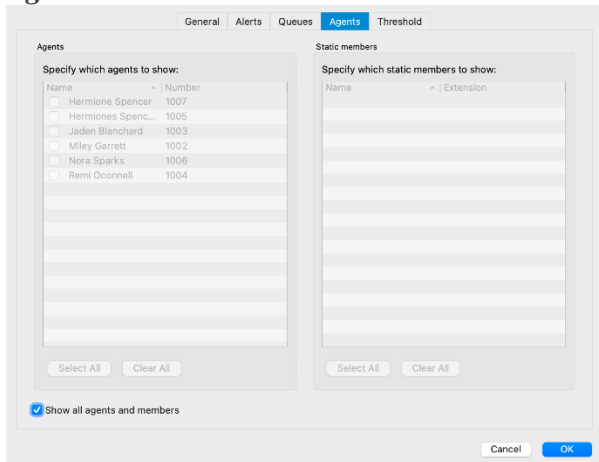 General Alerts Queues Agents Threshold
Agents
Specify which agents to show:
Name Number
Hermione Spencer 1007
Hermiones Spenc... 1005
Jaden Blanchard 1003
Miley Garrett 1002
Nora Sparks 1006
Remi Oconnell 1004
Select All Clear All
Static members
Specify which static members to show:
Name Extension
Select All Clear All
Show all agents and members
Cancel OK